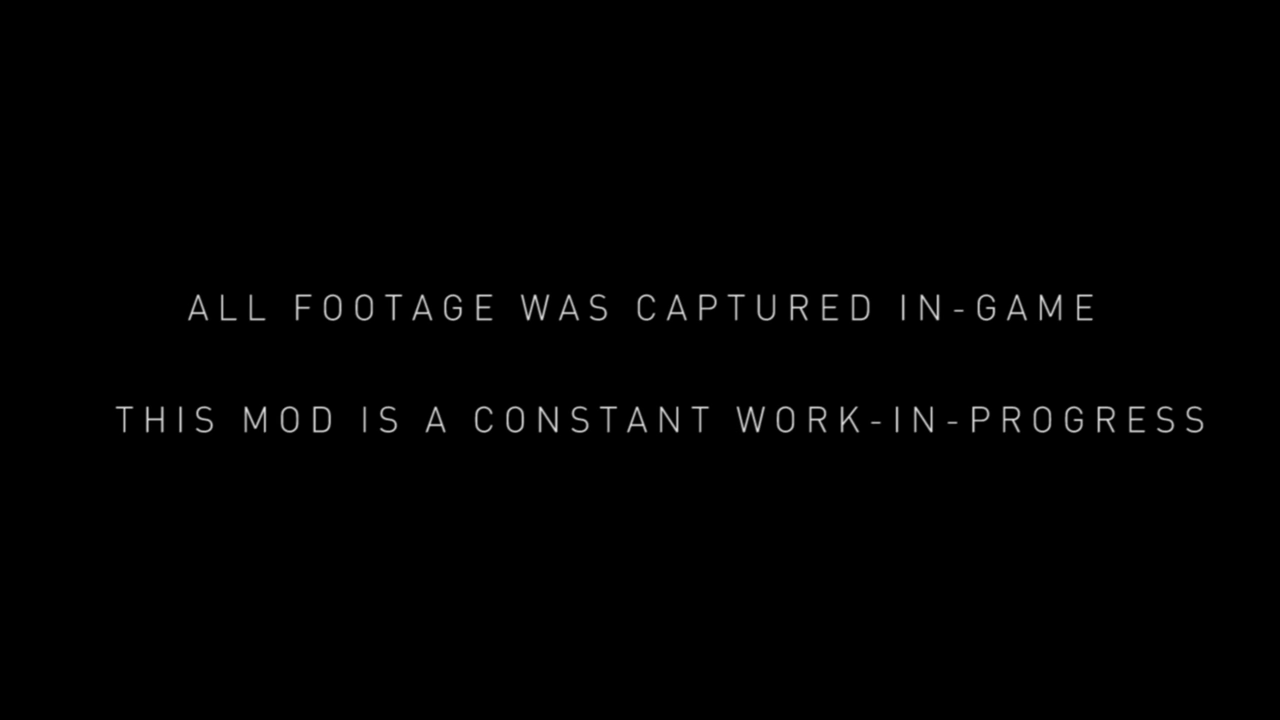 ALL FOOTAGE WAS CAPTURED IN-GAME
THIS MOD IS A CONSTANT WORK-IN-PROGRESS